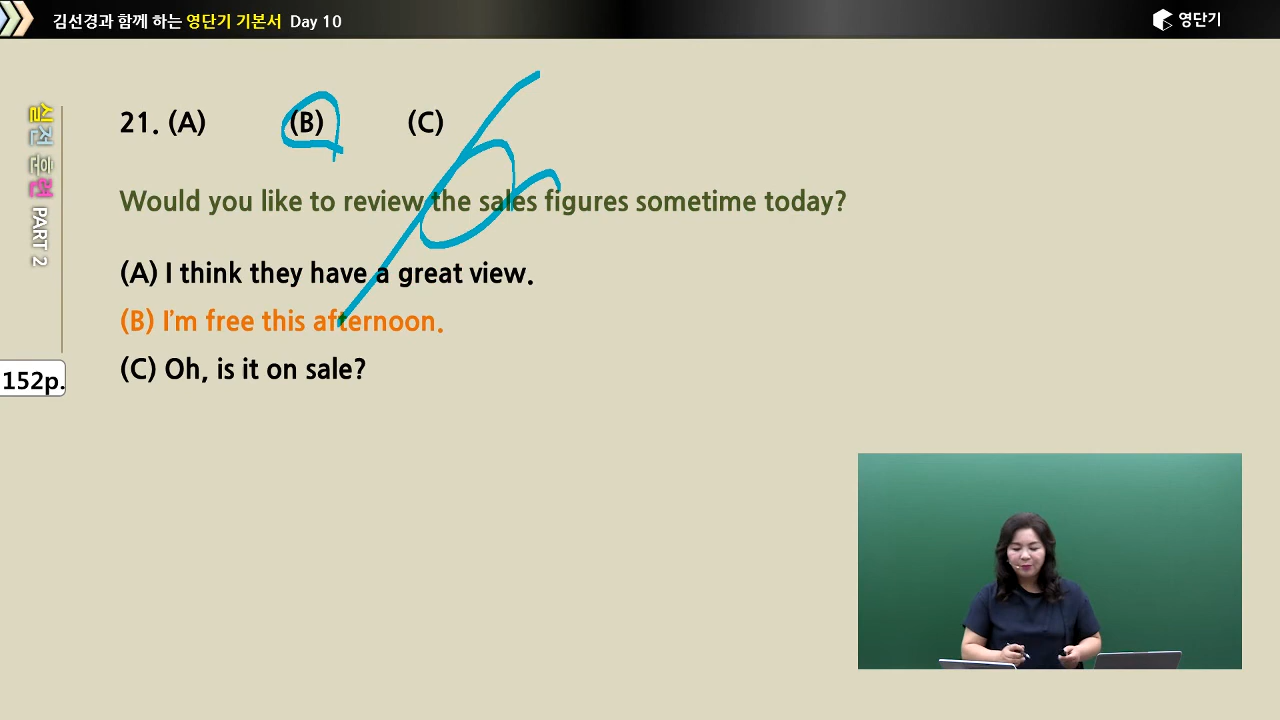 김선경과 함께 하는 영단기 기본서 Day 10
영단기
실전 훈련 PART 2
21. (A) (B) (C)
Would you like to review the sales figures sometime today?
(A) I think they have a great view.
(B) I'm free this afternoon.
(C) Oh, is it on sale?
152p.